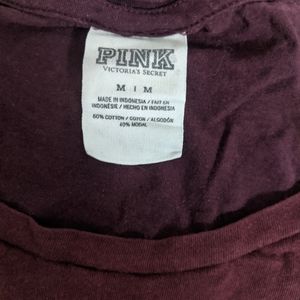 PINK
VICTORIA'S SECRET
M | M
MADE IN INDONESIA / FAIT EN
INDONÉSIE / HECHO EN INDONESIA
60% COTTON / COTON / ALGODÓN
40% MODAL